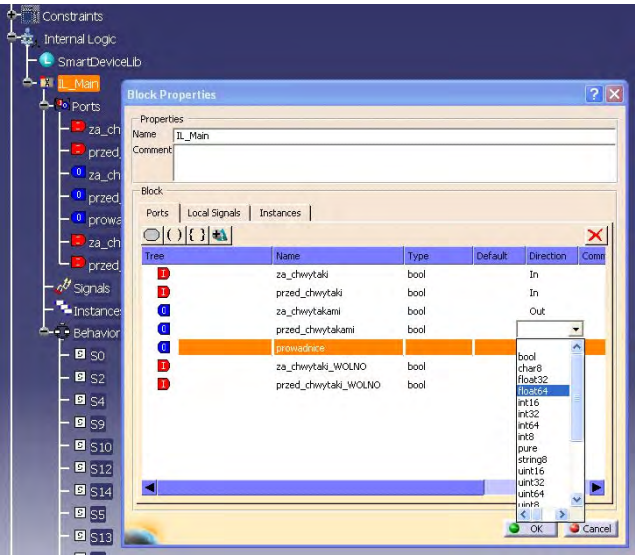 Constraints
Internal Logic
SmartDeviceLib
IL_Main
Ports
za_ch
przed_
za_ch
przed_
prowa
za_ch
przed_
Signals
Instance
Behavior
S0
S2
S4
S9
S10
S12
S14
S5
S13
Block Properties
Properties
Name IL_Main
Comment
Block
Ports Local Signals Instances
Tree Name Type Default Direction Comm
I za_chwytaki bool In
I przed_chwytaki bool In
O za_chwytakami bool Out
O przed_chwytakami bool
O prowadnice
I za_chwytaki_WOLNO bool
I przed_chwytaki_WOLNO bool
bool
char8
float32
float64
int16
int32
int64
int8
pure
string8
uint16
uint32
uint64
uint8
OK Cancel